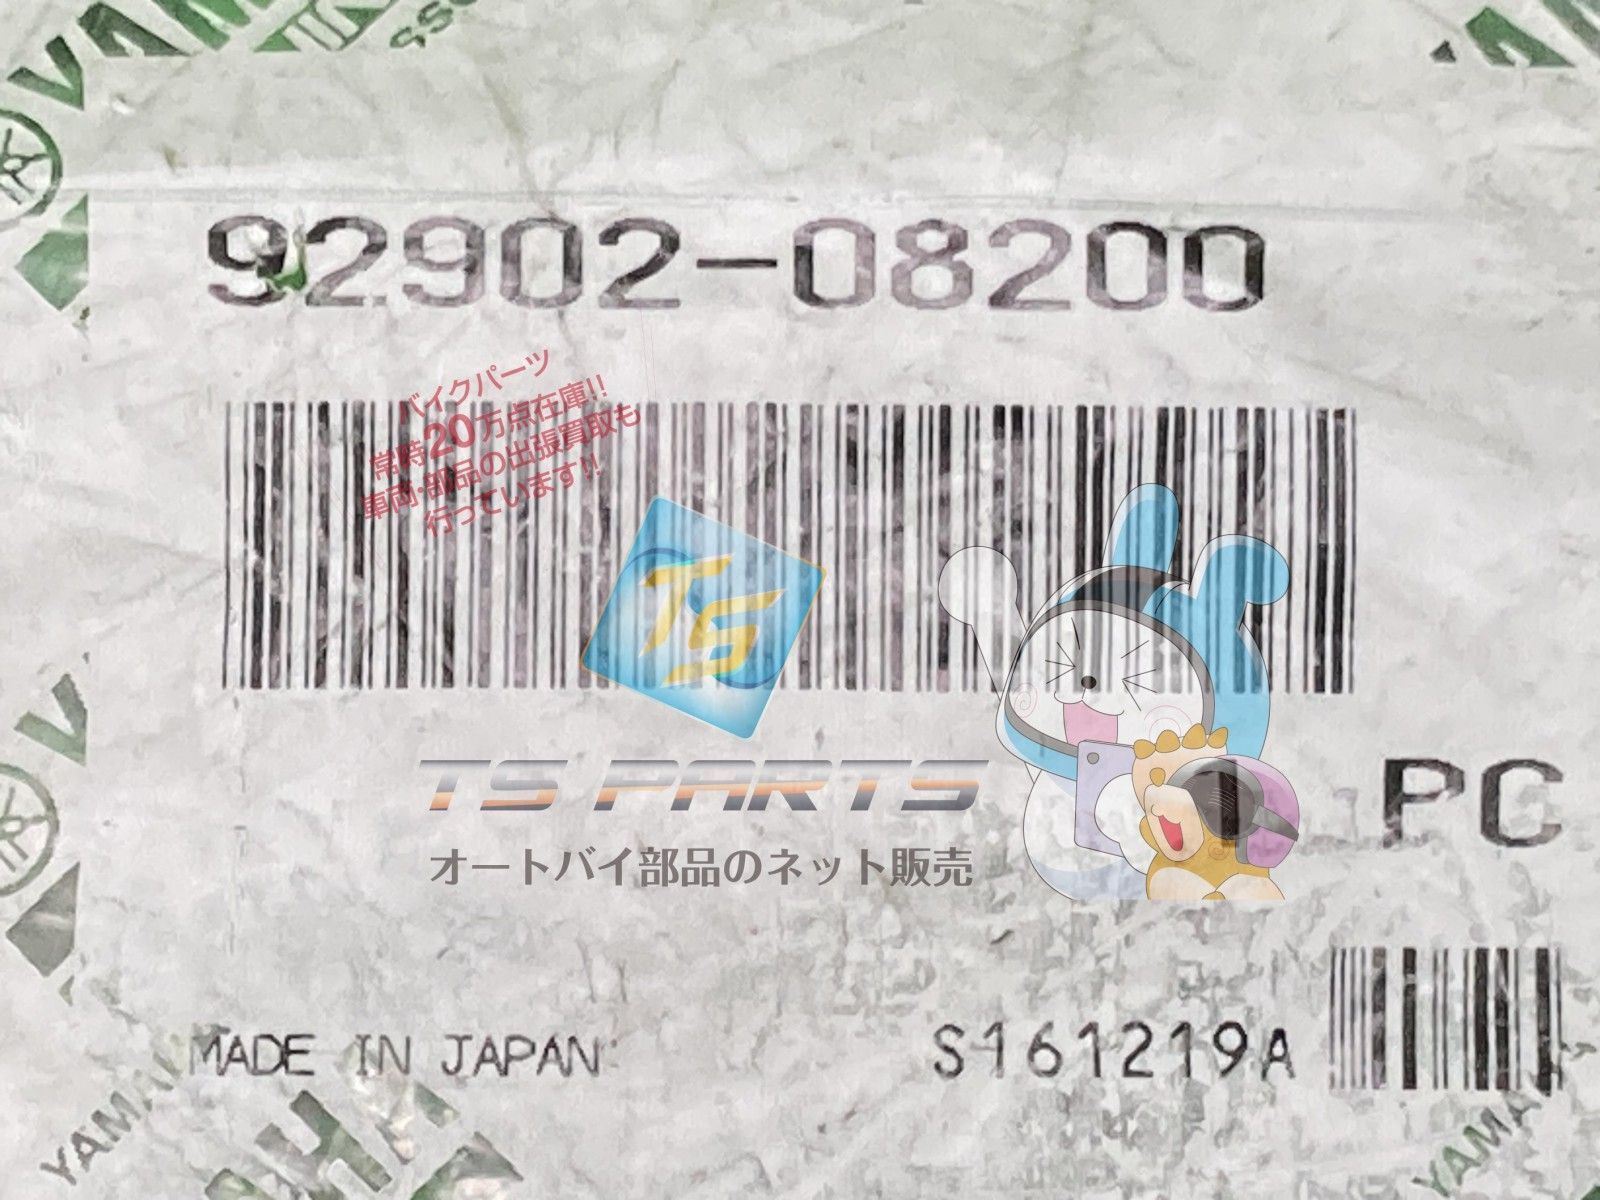 92902-08200
バイクパーツ
常時20万点在庫!!
車両・部品の出張買取も
行っています!!
TS
TS PARTS
オートバイ部品のネット販売
PC
MADE IN JAPAN
S161219A